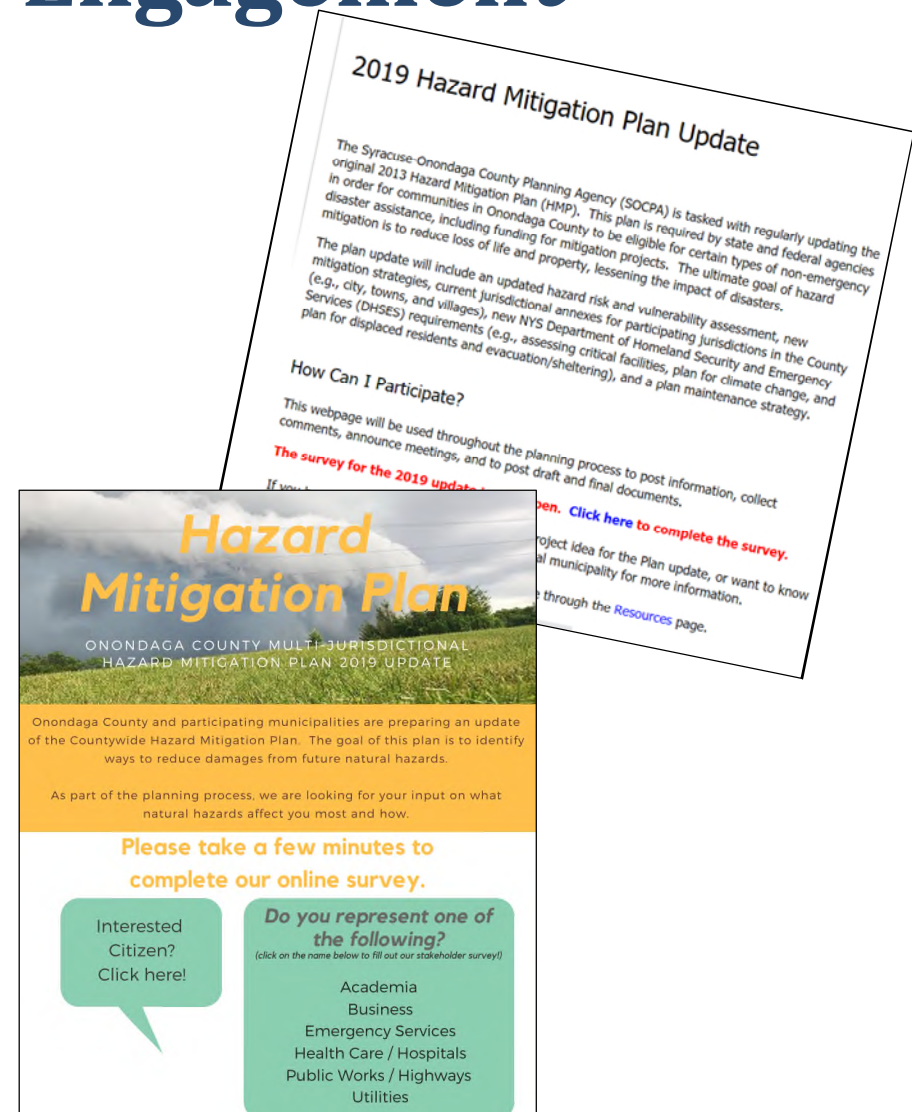 Engagement
2019 Hazard Mitigation Plan Update
The Syracuse-Onondaga County Planning Agency (SOCPA) is tasked with regularly updating the
original 2013 Hazard Mitigation Plan (HMP).  This plan is required by state and federal agencies
in order for communities in Onondaga County to be eligible for certain types of non-emergency
disaster assistance, including funding for mitigation projects.  The ultimate goal of hazard
mitigation is to reduce loss of life and property, lessening the impact of disasters.
The plan update will include an updated hazard risk and vulnerability assessment, new
mitigation strategies, current jurisdictional annexes for participating jurisdictions in the County
(e.g., city, towns, and villages), new NYS Department of Homeland Security and Emergency
Services (DHSES) requirements (e.g., assessing critical facilities, plan for climate change, and
plan for displaced residents and evacuation/sheltering), and a plan maintenance strategy.
How Can I Participate?
This webpage will be used throughout the planning process to post information, collect
comments, announce meetings, and to post draft and final documents.
The survey for the 2019 update pen.  Click here to complete the survey.
If you
roject idea for the Plan update, or want to know
al municipality for more information.
e through the Resources page.
Hazard
Mitigation Plan
ONONDAGA COUNTY MULTI-JURISDICTIONAL
HAZARD MITIGATION PLAN 2019 UPDATE
Onondaga County and participating municipalities are preparing an update
of the Countywide Hazard Mitigation Plan.  The goal of this plan is to identify
ways to reduce damages from future natural hazards.
As part of the planning process, we are looking for your input on what
natural hazards affect you most and how.
Please take a few minutes to
complete our online survey.
Interested
Citizen?
Click here!
Do you represent one of
the following?
(click on the name below to fill out our stakeholder survey!)
Academia
Business
Emergency Services
Health Care / Hospitals
Public Works / Highways
Utilities